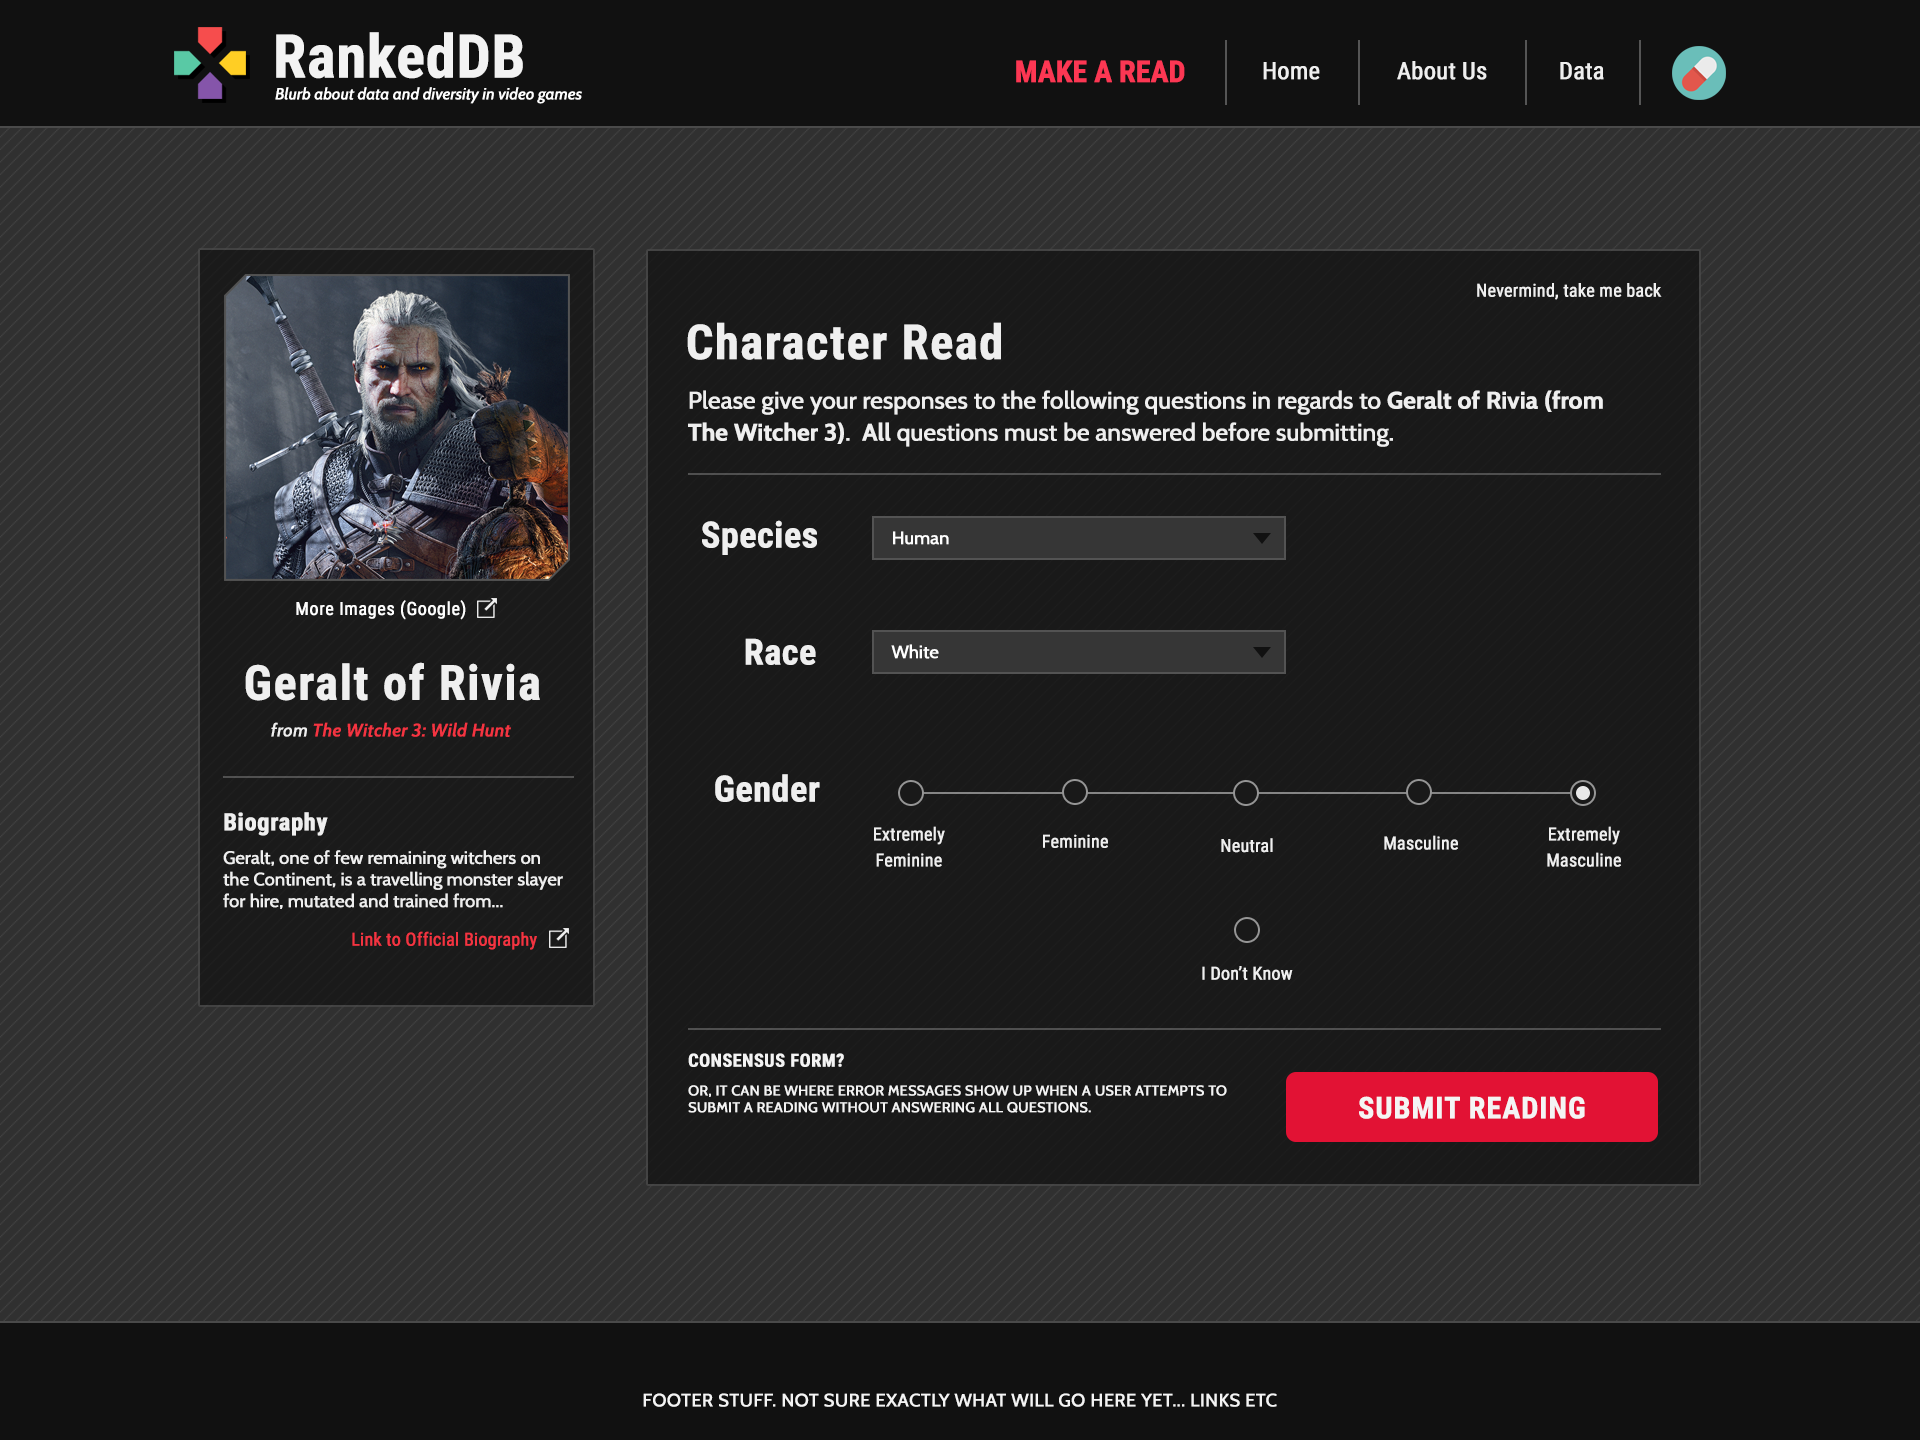 RankedDB
Blurb about data and diversity in video games
MAKE A READ
Home
About Us
Data
More Images (Google)
Geralt of Rivia
from The Witcher 3: Wild Hunt
Biography
Geralt, one of few remaining witchers on
the Continent, is a travelling monster slayer
for hire, mutated and trained from...
Link to Official Biography
Nevermind, take me back
Character Read
Please give your responses to the following questions in regards to Geralt of Rivia (from
The Witcher 3). All questions must be answered before submitting.
Species
Human
Race
White
Gender
Extremely
Feminine
Feminine
Neutral
Masculine
Extremely
Masculine
I Don't Know
CONSENSUS FORM?
OR, IT CAN BE WHERE ERROR MESSAGES SHOW UP WHEN A USER ATTEMPTS TO
SUBMIT A READING WITHOUT ANSWERING ALL QUESTIONS.
SUBMIT READING
FOOTER STUFF. NOT SURE EXACTLY WHAT WILL GO HERE YET... LINKS ETC